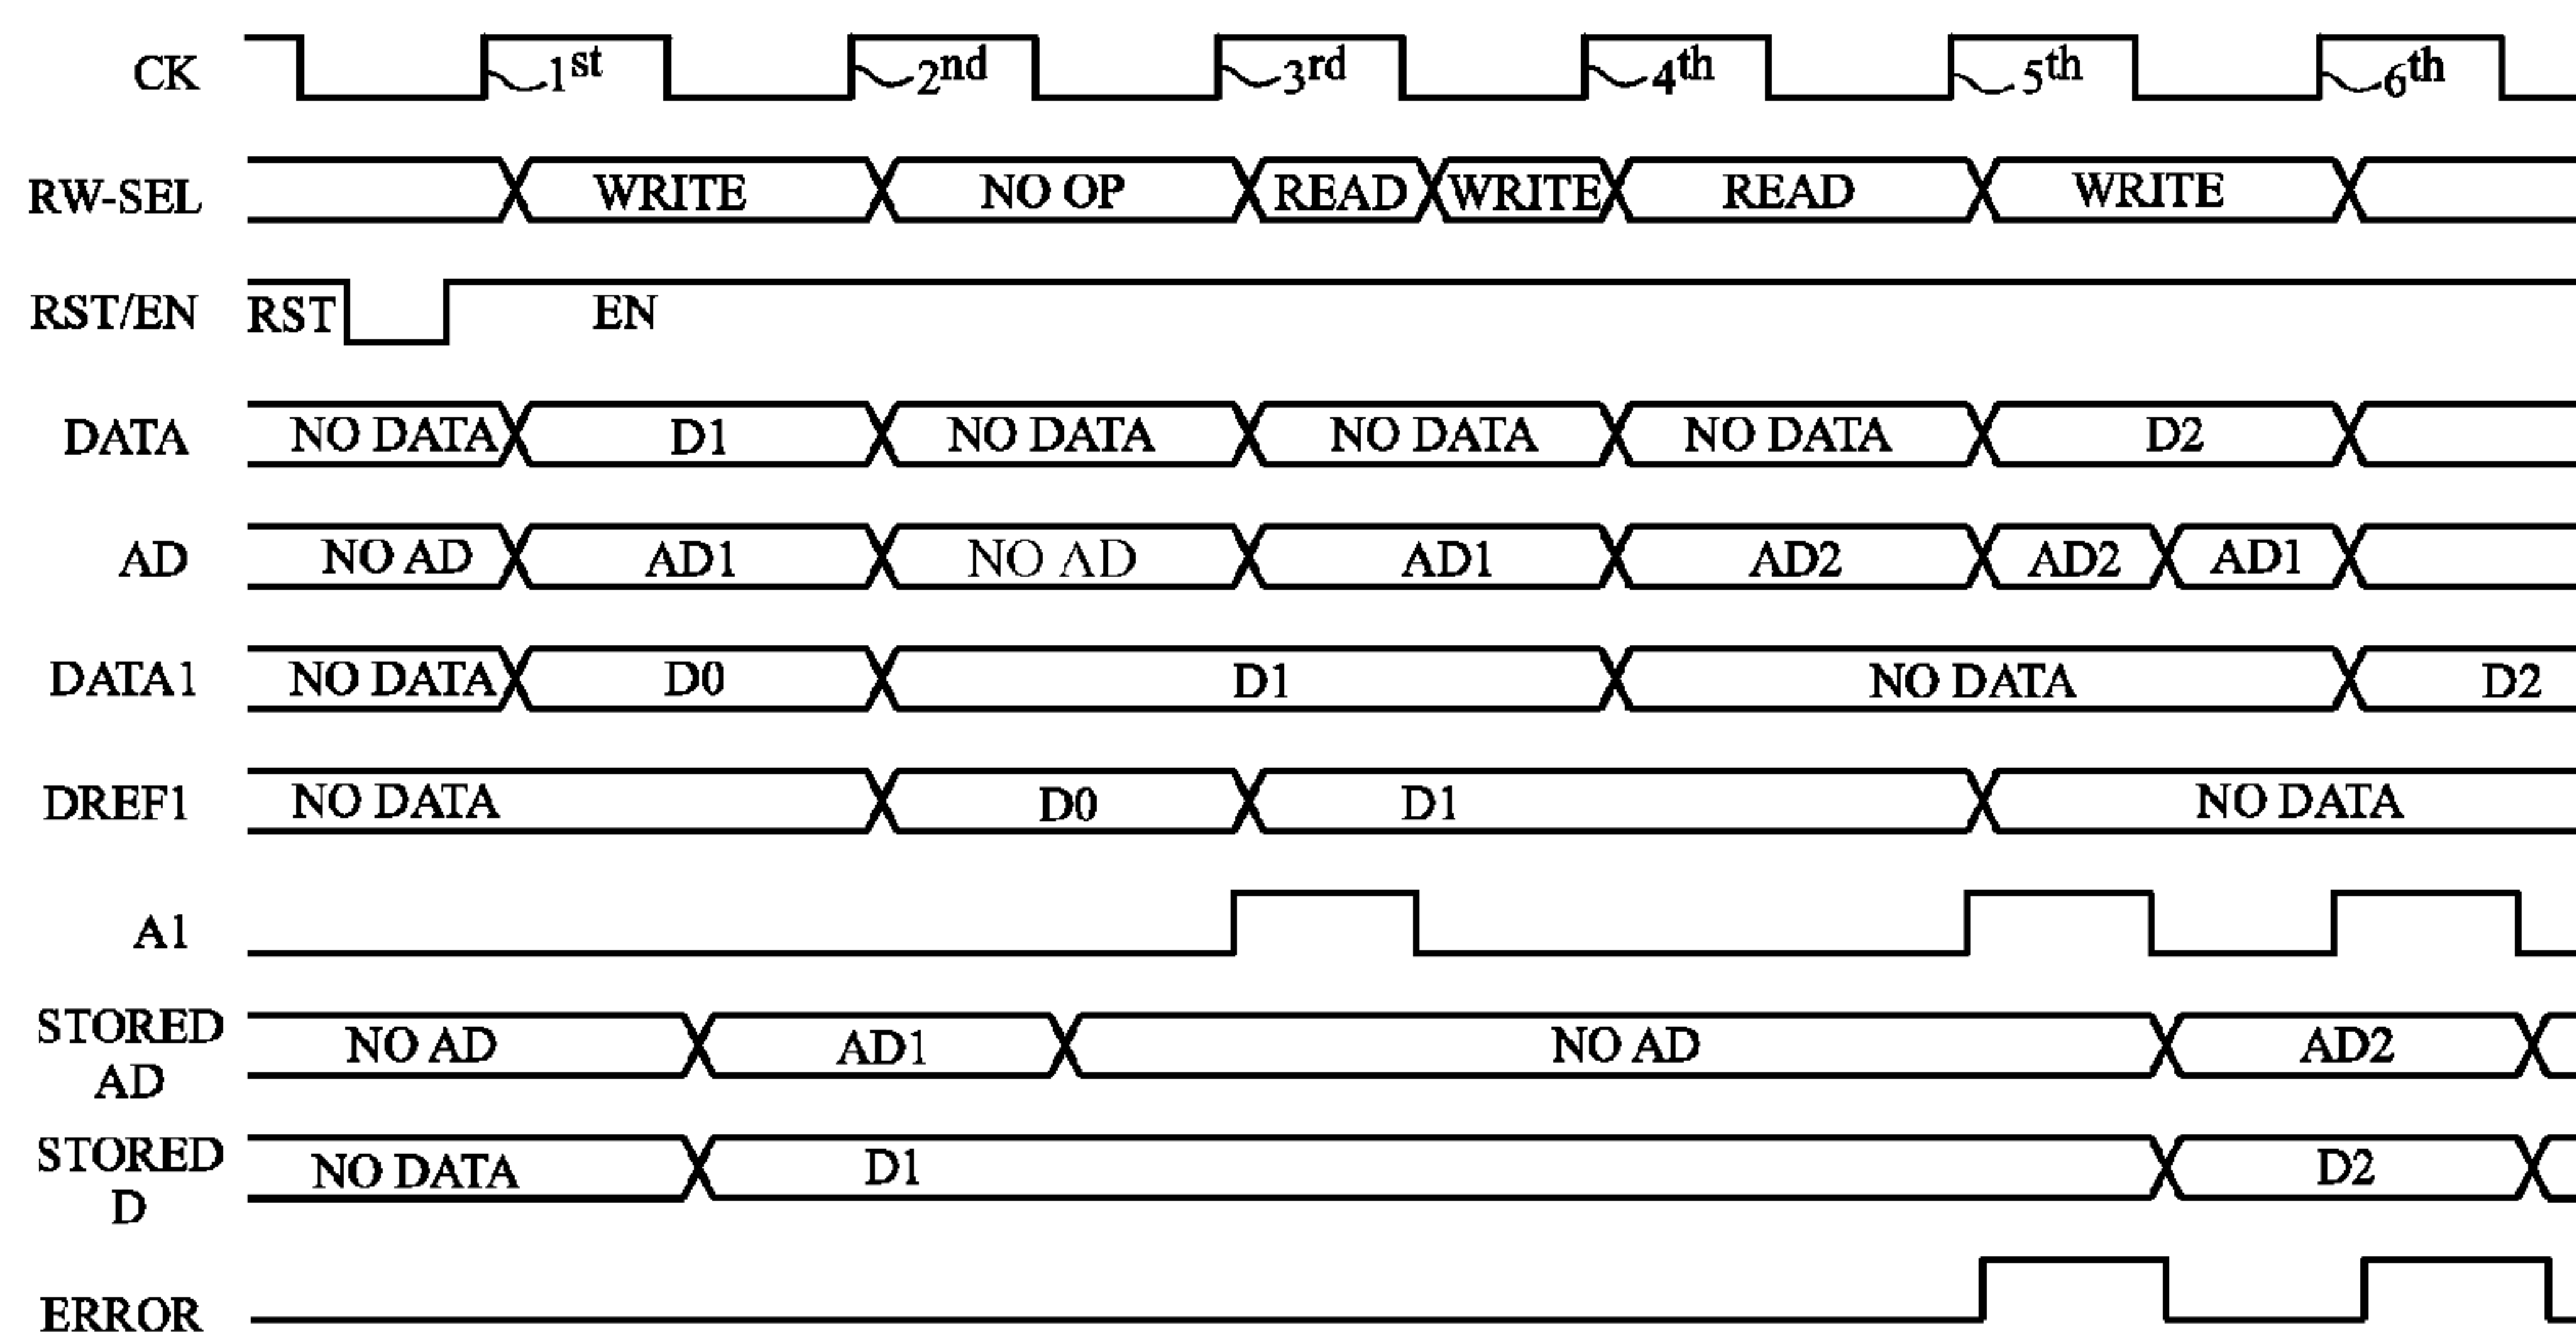 CK 1st 2nd 3rd 4th 5th 6th
RW-SEL WRITE NO OP READ WRITE READ WRITE
RST/EN RST EN
DATA NO DATA D1 NO DATA NO DATA NO DATA D2
AD NO AD AD1 NO AD AD1 AD2 AD2 AD1
DATA1 NO DATA D0 D1 NO DATA D2
DREF1 NO DATA D0 D1 NO DATA
A1
STORED AD NO AD AD1 NO AD AD2
STORED D NO DATA D1 D2
ERROR